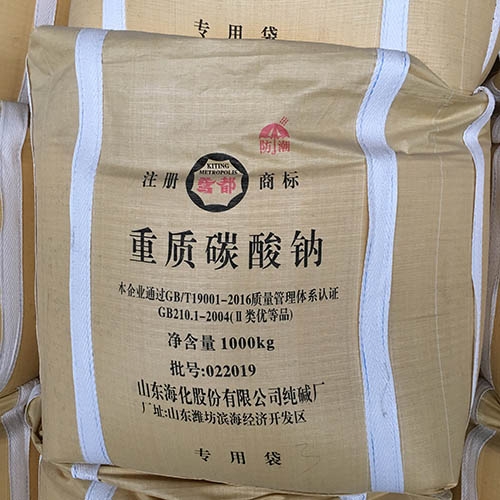 专用袋
防潮
KITING
METROPOLIS
鸢都
注册 商标
重质碳酸钠
本企业通过GB/T19001-2016质量管理体系认证
GB210.1-2004(Ⅱ类优等品)
净含量 1000kg
批号:022019
山东海化股份有限公司纯碱厂
厂址:山东潍坊滨海经济开发区
专用袋